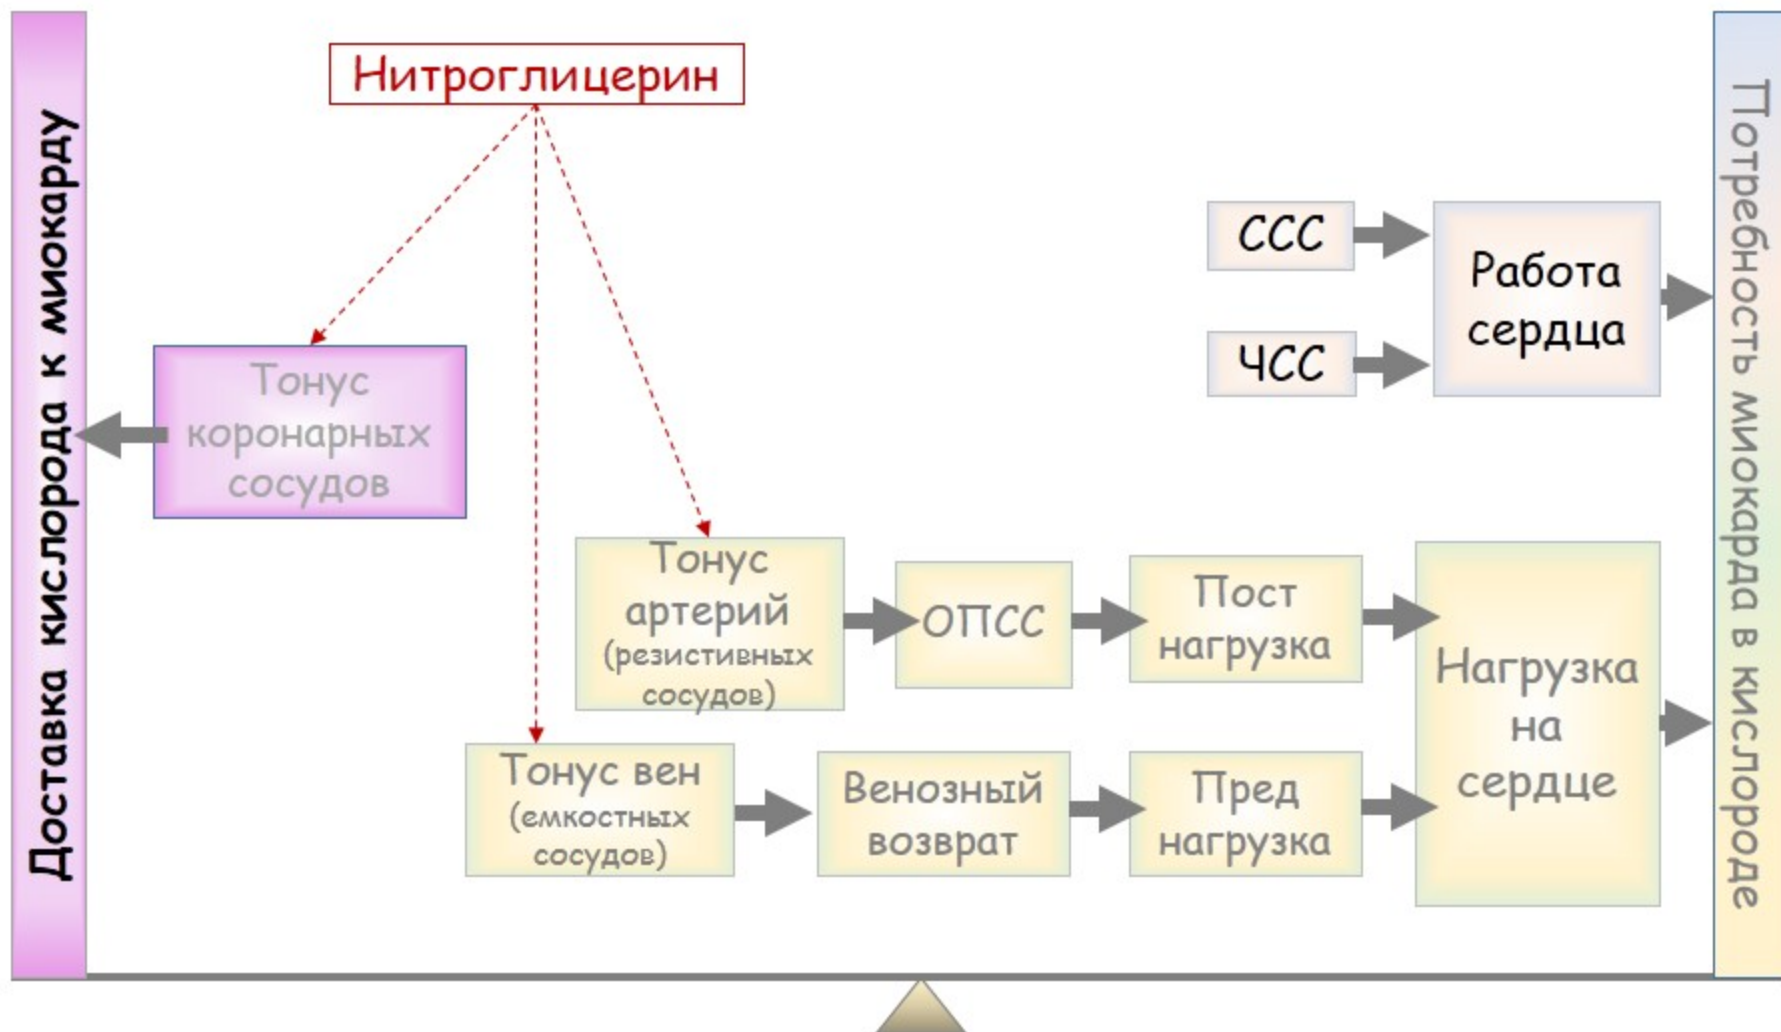 Доставка кислорода к миокарду
Нитроглицерин
Тонус
коронарных
сосудов
ССС
ЧСС
Работа
сердца
Тонус
артерий
(резистивных
сосудов)
ОПСС
Пост
нагрузка
Тонус вен
(емкостных
сосудов)
Венозный
возврат
Пред
нагрузка
Нагрузка
на
сердце
Потребность миокарда в кислороде